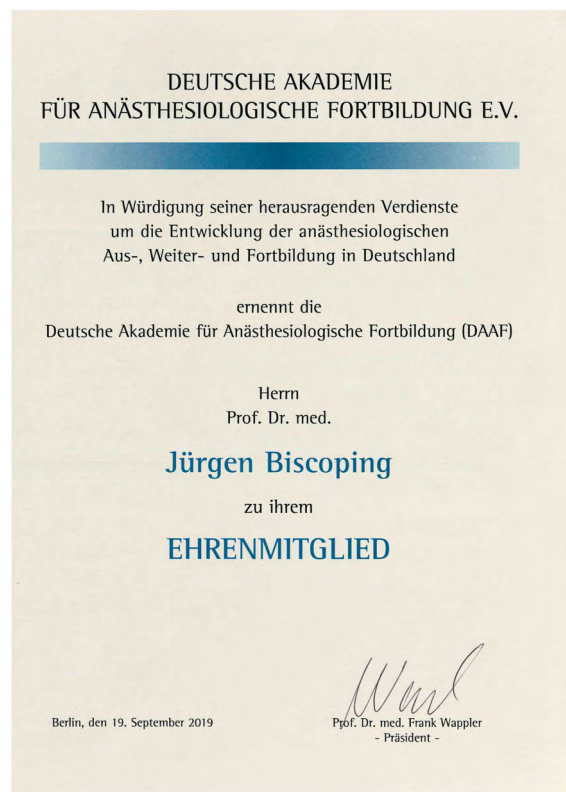 DEUTSCHE AKADEMIE
FÜR ANÄSTHESIOLOGISCHE FORTBILDUNG E.V.
In Würdigung seiner herausragenden Verdienste
um die Entwicklung der anästhesiologischen
Aus-, Weiter- und Fortbildung in Deutschland
ernennt die
Deutsche Akademie für Anästhesiologische Fortbildung (DAAF)
Herrn
Prof. Dr. med.
Jürgen Biscoping
zu ihrem
EHRENMITGLIED
Berlin, den 19. September 2019
Prof. Dr. med. Frank Wappler
- Präsident -